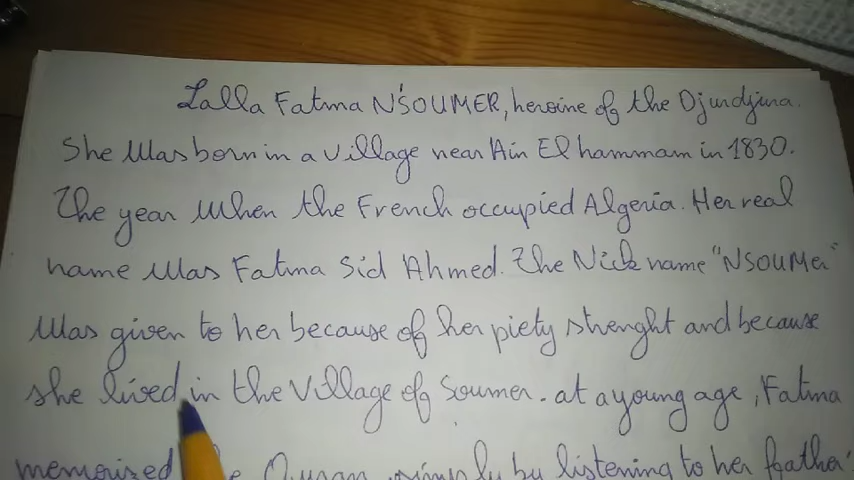 Lalla Fatma N'SOUMER, heroine of the Djurdjura.
She Was born in a village near Ain El hammam in 1830.
The year When the French occupied Algeria. Her real
name Was Fatma Sid Ahmed. The Nick name "NSOUMer"
Was given to her because of her piety strenght and because
she lived in the Village of Soumer. at a young age, Fatma
memorized Quran simply by listening to her father'